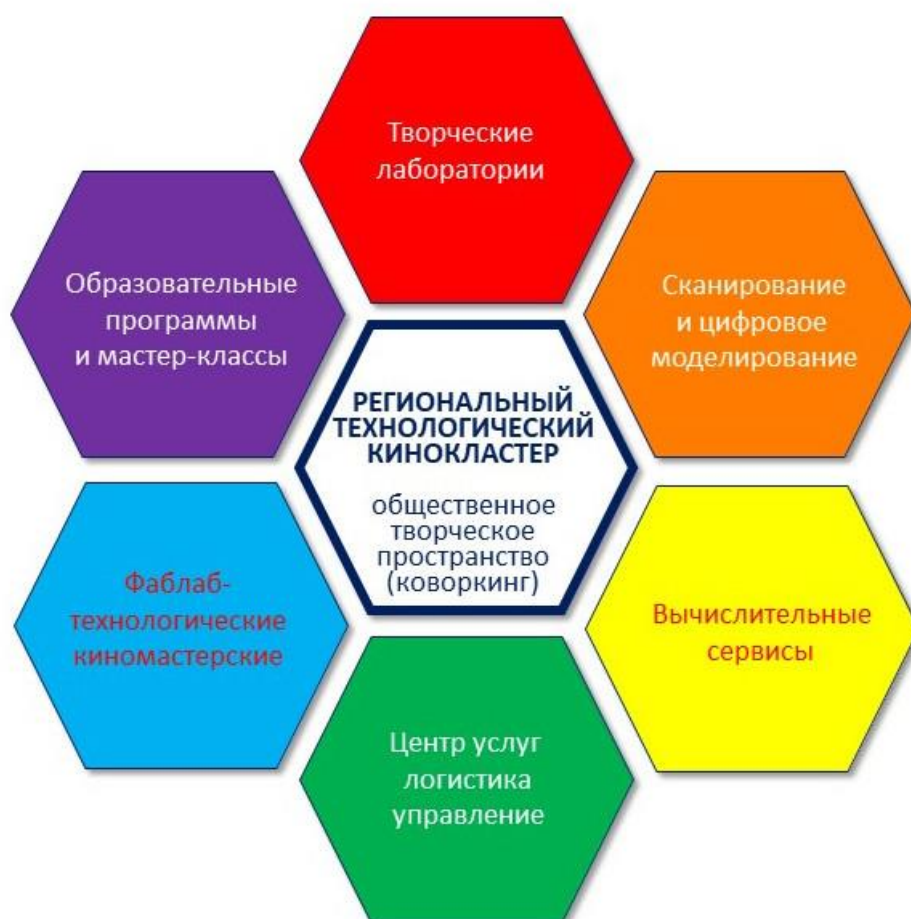 Творческие
лаборатории
Образовательные
программы
и мастер-классы
Сканирование
и цифровое
моделирование
РЕГИОНАЛЬНЫЙ
ТЕХНОЛОГИЧЕСКИЙ
КИНОКЛАСТЕР
общественное
творческое
пространство
(коворкинг)
Фаблаб-
технологические
киномастерские
Вычислительные
сервисы
Центр услуг
логистика
управление